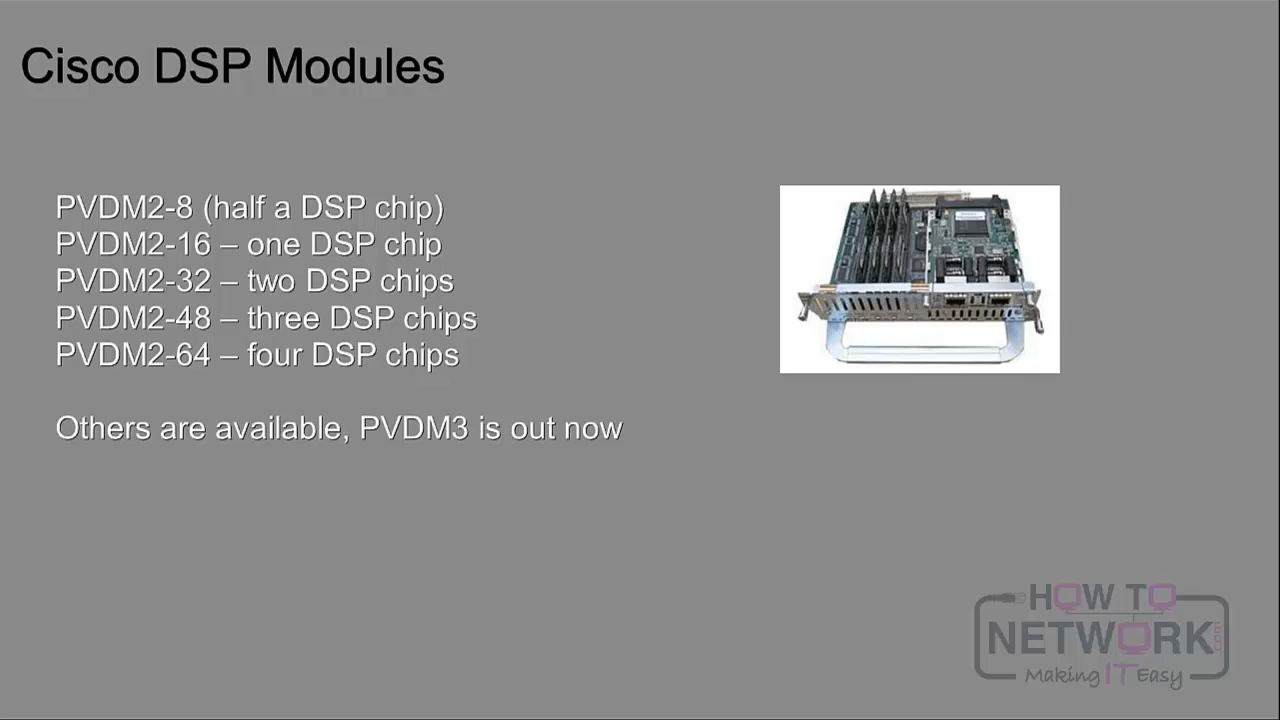 Cisco DSP Modules
PVDM2-8 (half a DSP chip)
PVDM2-16 – one DSP chip
PVDM2-32 – two DSP chips
PVDM2-48 – three DSP chips
PVDM2-64 – four DSP chips
Others are available, PVDM3 is out now
HOW TO
NETWORK.com
Making IT Easy